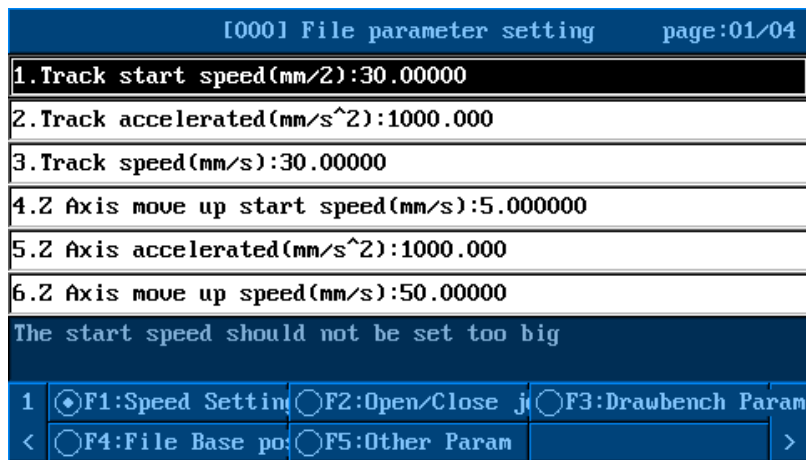 [000] File parameter setting page:01/04
1.Track start speed(mm/2):30.00000
2.Track accelerated(mm/s^2):1000.000
3.Track speed(mm/s):30.00000
4.Z Axis move up start speed(mm/s):5.000000
5.Z Axis accelerated(mm/s^2):1000.000
6.Z Axis move up speed(mm/s):50.00000
The start speed should not be set too big
1 F1:Speed Settin F2:Open/Close j F3:Drawbench Param
< F4:File Base po F5:Other Param >